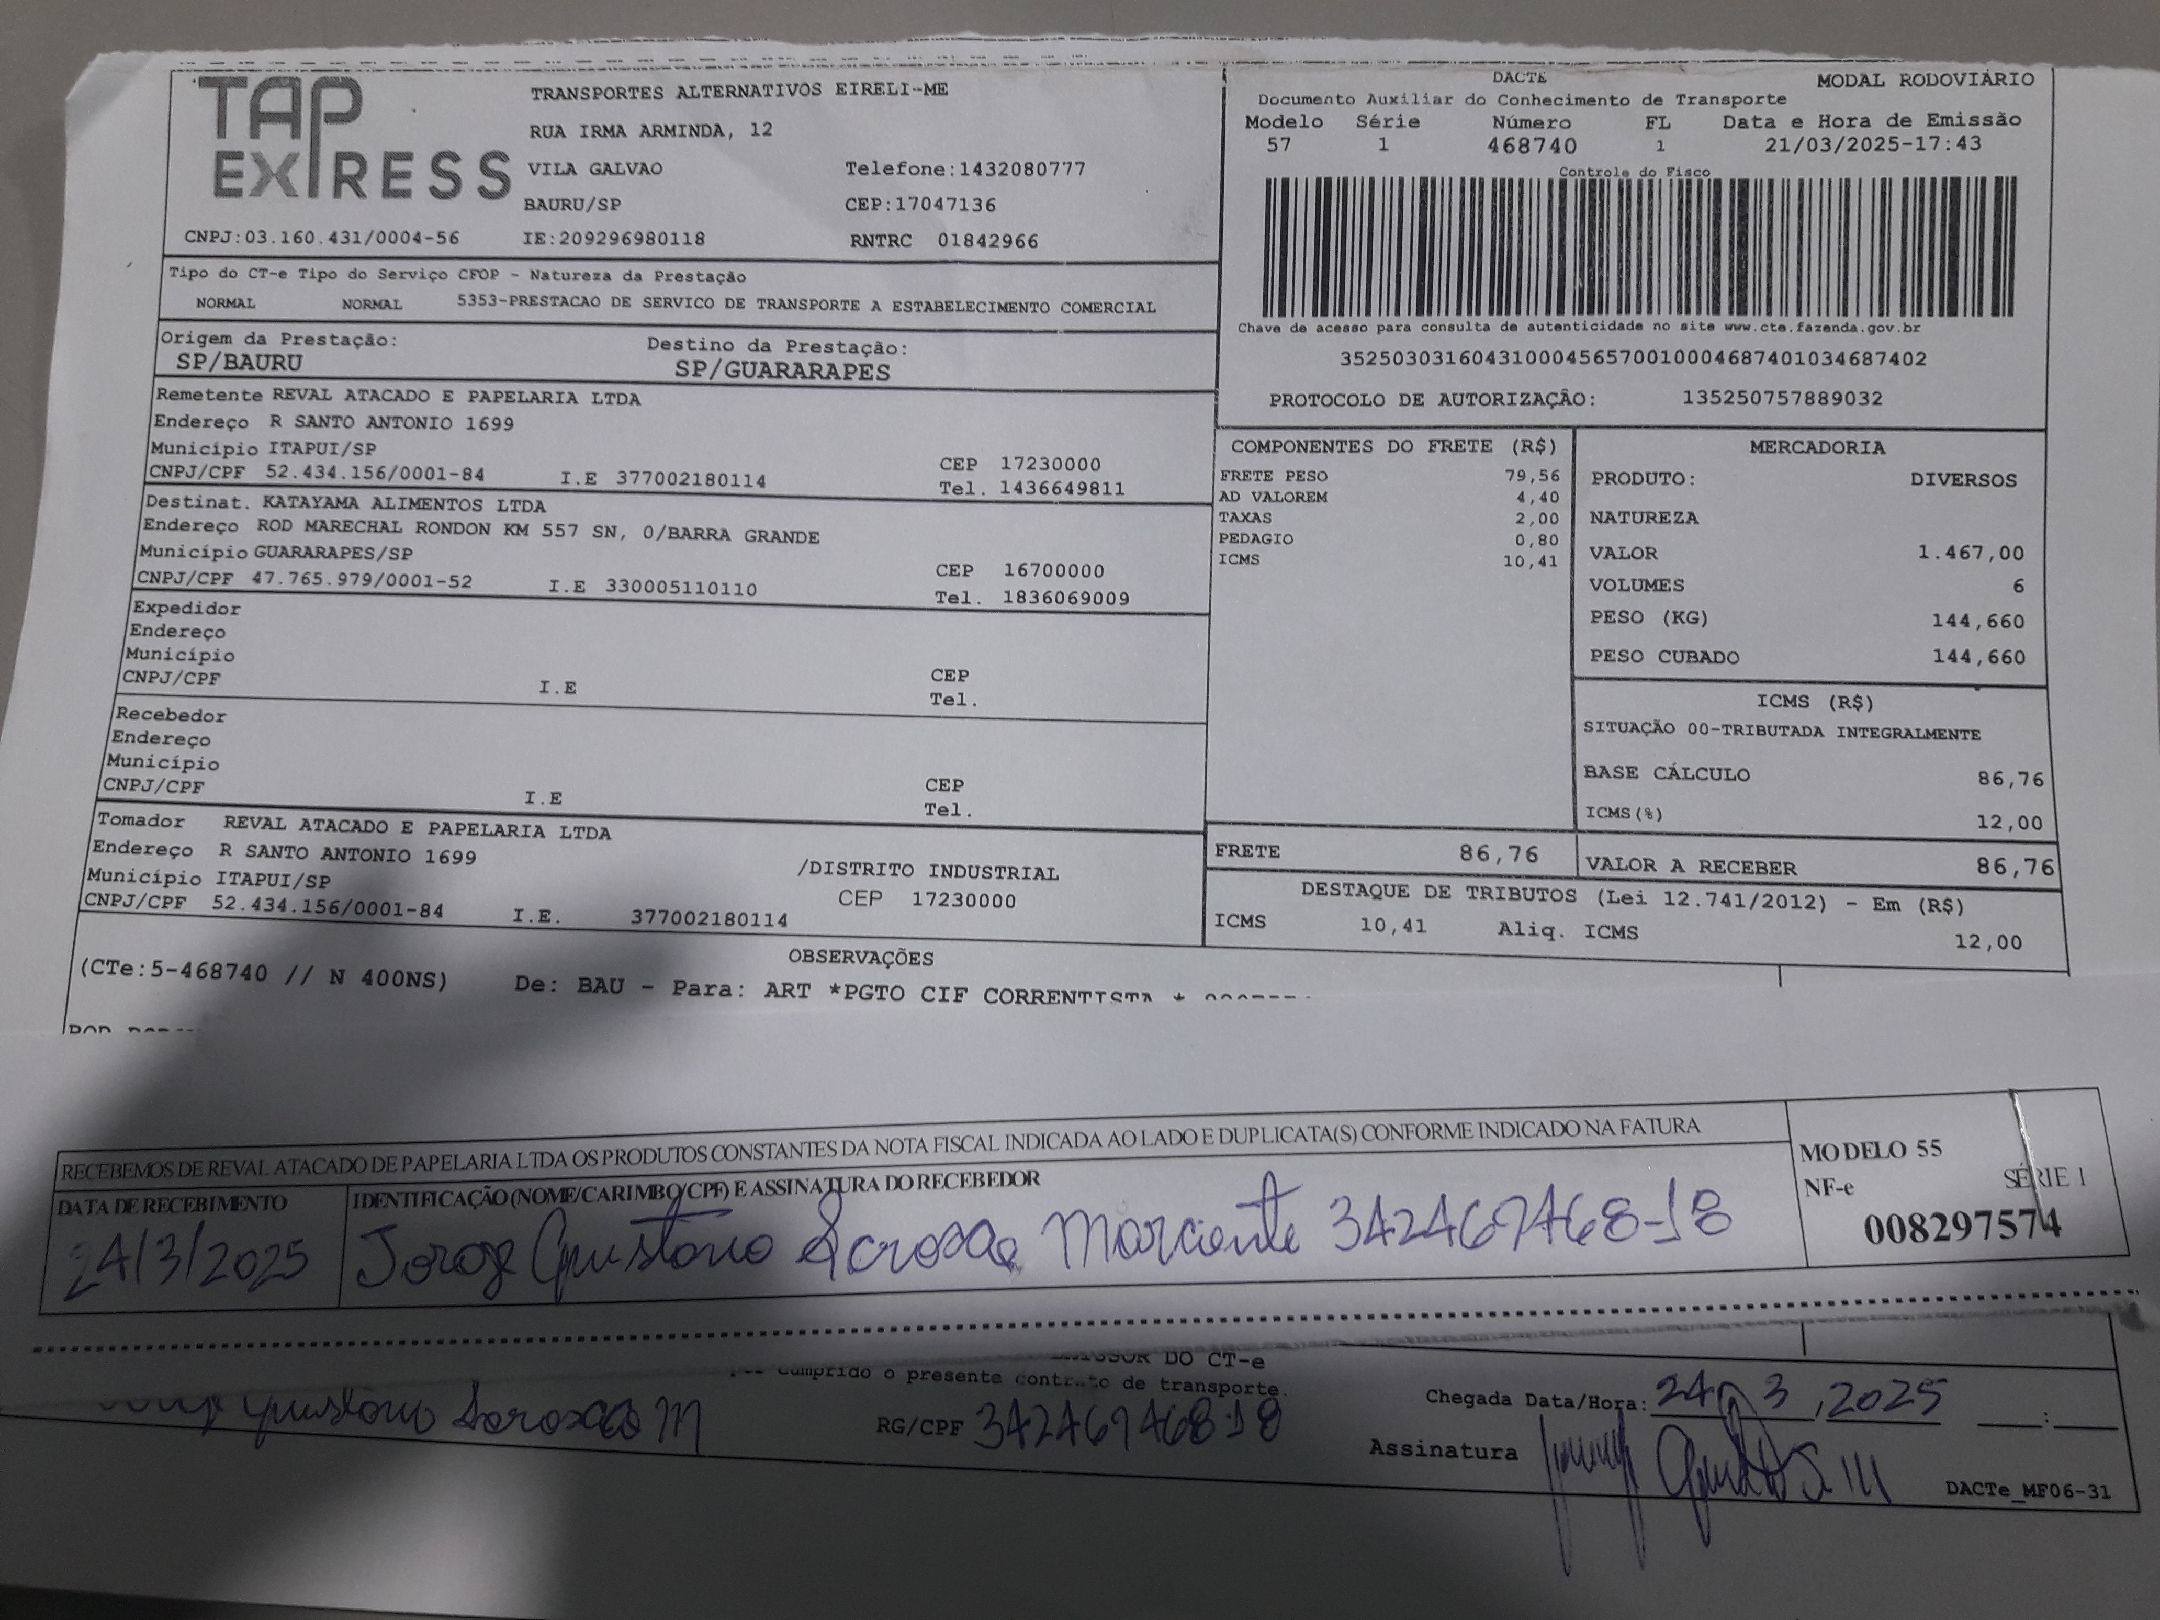 TAP EXPRESS
TRANSPORTES ALTERNATIVOS EIRELI-ME
RUA IRMA ARMINDA, 12
VILA GALVAO Telefone:1432080777
BAURU/SP CEP:17047136
CNPJ:03.160.431/0004-56 IE:209296980118 RNTRC 01842966
DACTE MODAL RODOVIÁRIO
Documento Auxiliar do Conhecimento de Transporte
Modelo Série Número FL Data e Hora de Emissão
57 1 468740 1 21/03/2025-17:43
Controle do Fisco
Chave de acesso para consulta de autenticidade no site www.cte.fazenda.gov.br
35250303160431000456570010004687401034687402
PROTOCOLO DE AUTORIZAÇÃO: 135250757889032
Tipo do CT-e Tipo do Serviço CFOP - Natureza da Prestação
NORMAL NORMAL 5353-PRESTACAO DE SERVICO DE TRANSPORTE A ESTABELECIMENTO COMERCIAL
Origem da Prestação: Destino da Prestação:
SP/BAURU SP/GUARARAPES
Remetente REVAL ATACADO E PAPELARIA LTDA
Endereço R SANTO ANTONIO 1699
Município ITAPUI/SP CEP 17230000
CNPJ/CPF 52.434.156/0001-84 I.E 377002180114 Tel. 1436649811
Destinat. KATAYAMA ALIMENTOS LTDA
Endereço ROD MARECHAL RONDON KM 557 SN, 0/BARRA GRANDE
Município GUARARAPES/SP CEP 16700000
CNPJ/CPF 47.765.979/0001-52 I.E 330005110110 Tel. 1836069009
Expedidor
Endereço
Município
CNPJ/CPF I.E CEP
Tel.
Recebedor
Endereço
Município
CNPJ/CPF I.E CEP
Tel.
Tomador REVAL ATACADO E PAPELARIA LTDA
Endereço R SANTO ANTONIO 1699 /DISTRITO INDUSTRIAL
Município ITAPUI/SP CEP 17230000
CNPJ/CPF 52.434.156/0001-84 I.E. 377002180114
COMPONENTES DO FRETE (R$)
FRETE PESO 79,56
AD VALOREM 4,40
TAXAS 2,00
PEDAGIO 0,80
ICMS 10,41
MERCADORIA
PRODUTO: DIVERSOS
NATUREZA
VALOR 1.467,00
VOLUMES 6
PESO (KG) 144,660
PESO CUBADO 144,660
ICMS (R$)
SITUAÇÃO 00-TRIBUTADA INTEGRALMENTE
BASE CÁLCULO 86,76
ICMS(%) 12,00
FRETE 86,76 VALOR A RECEBER 86,76
DESTAQUE DE TRIBUTOS (Lei 12.741/2012) - Em (R$)
ICMS 10,41 Aliq. ICMS 12,00
OBSERVAÇÕES
(CTe:5-468740 // N 400NS) De: BAU - Para: ART *PGTO CIF CORRENTISTA *
RECEBEMOS DE REVAL ATACADO DE PAPELARIA LTDA OS PRODUTOS CONSTANTES DA NOTA FISCAL INDICADA AO LADO E DUPLICATA(S) CONFORME INDICADO NA FATURA
DATA DE RECEBIMENTO IDENTIFICAÇÃO (NOME/CARIMBO/CPF) E ASSINATURA DO RECEBEDOR
24/3/2025 Jorge Gustavo
MODELO 55
NF-e SÉRIE 1
008297574
DO CT-e
cumprido o presente contrato de transporte.
Gustavo RG/CPF
Chegada Data/Hora: 24 3 2025 :
Assinatura
DACTe_MF06-31